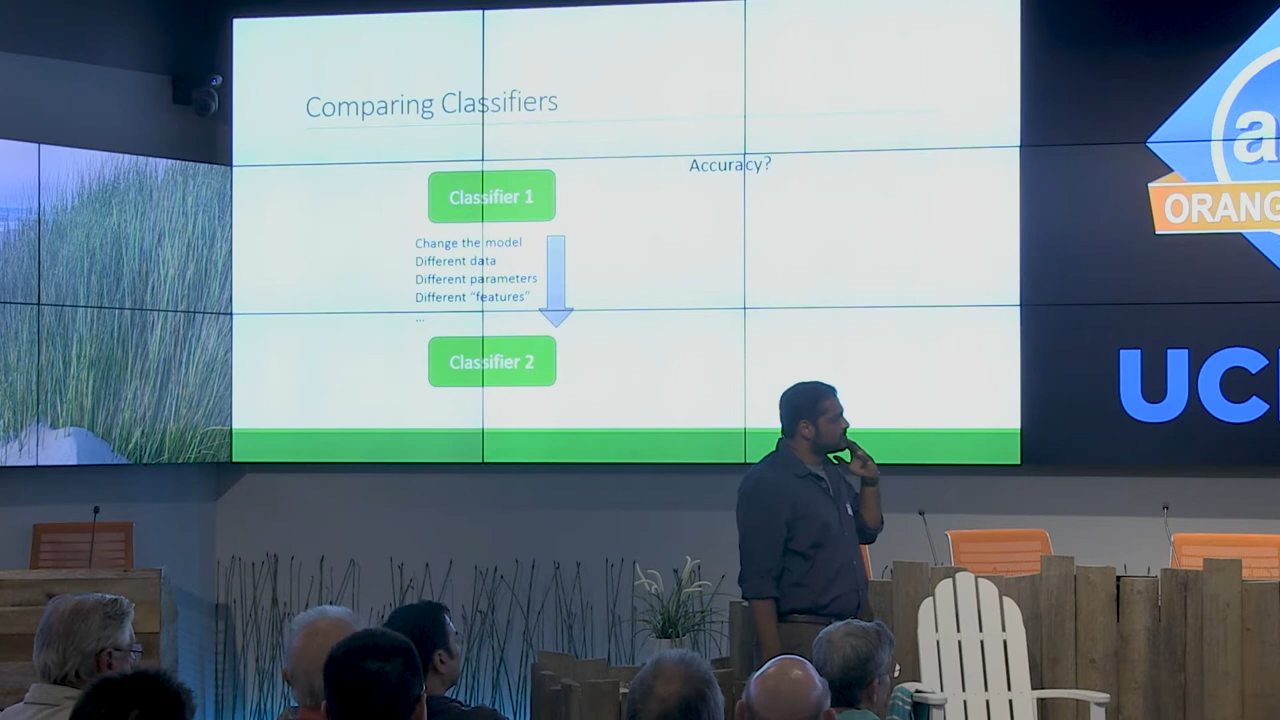 Comparing Classifiers
Accuracy?
Classifier 1
Change the model
Different data
Different parameters
Different "features"
...
Classifier 2
a
ORANG
UC